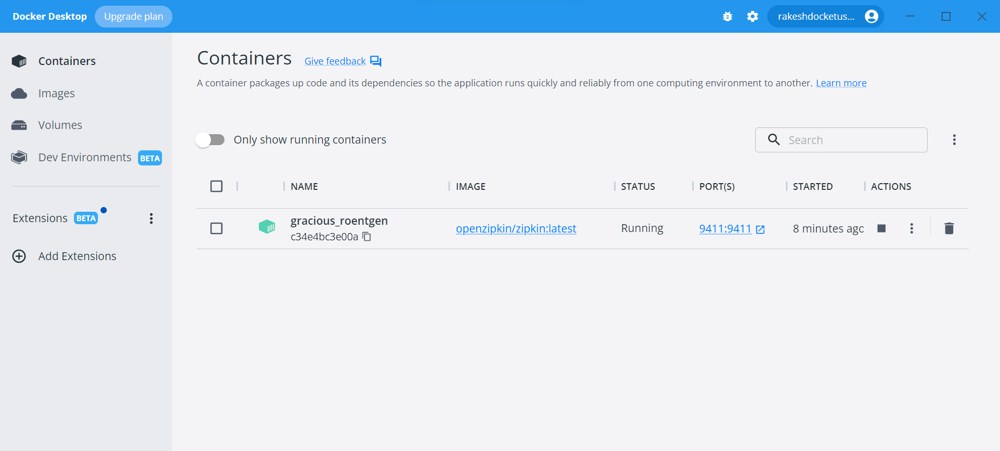 Docker Desktop Upgrade plan rakeshdocketus...
Containers
Images
Volumes
Dev Environments BETA
Extensions BETA
Add Extensions
Containers Give feedback
A container packages up code and its dependencies so the application runs quickly and reliably from one computing environment to another. Learn more
Only show running containers Search
NAME IMAGE STATUS PORT(S) STARTED ACTIONS
gracious_roentgen openzipkin/zipkin:latest Running 9411:9411 8 minutes ago
c34e4bc3e00a